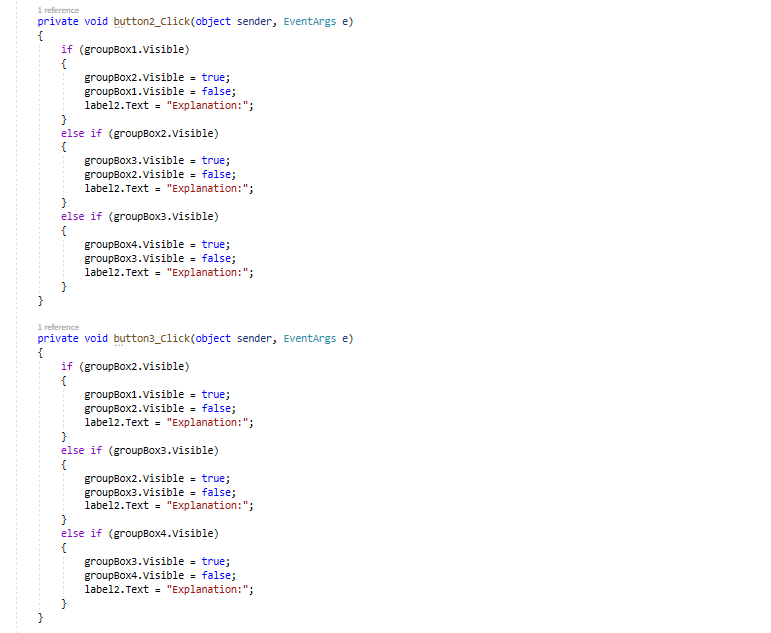 1 reference
private void button2_Click(object sender, EventArgs e)
{
if (groupBox1.Visible)
{
groupBox2.Visible = true;
groupBox1.Visible = false;
label2.Text = "Explanation:";
}
else if (groupBox2.Visible)
{
groupBox3.Visible = true;
groupBox2.Visible = false;
label2.Text = "Explanation:";
}
else if (groupBox3.Visible)
{
groupBox4.Visible = true;
groupBox3.Visible = false;
label2.Text = "Explanation:";
}
}
1 reference
private void button3_Click(object sender, EventArgs e)
{
if (groupBox2.Visible)
{
groupBox1.Visible = true;
groupBox2.Visible = false;
label2.Text = "Explanation:";
}
else if (groupBox3.Visible)
{
groupBox2.Visible = true;
groupBox3.Visible = false;
label2.Text = "Explanation:";
}
else if (groupBox4.Visible)
{
groupBox3.Visible = true;
groupBox4.Visible = false;
label2.Text = "Explanation:";
}
}